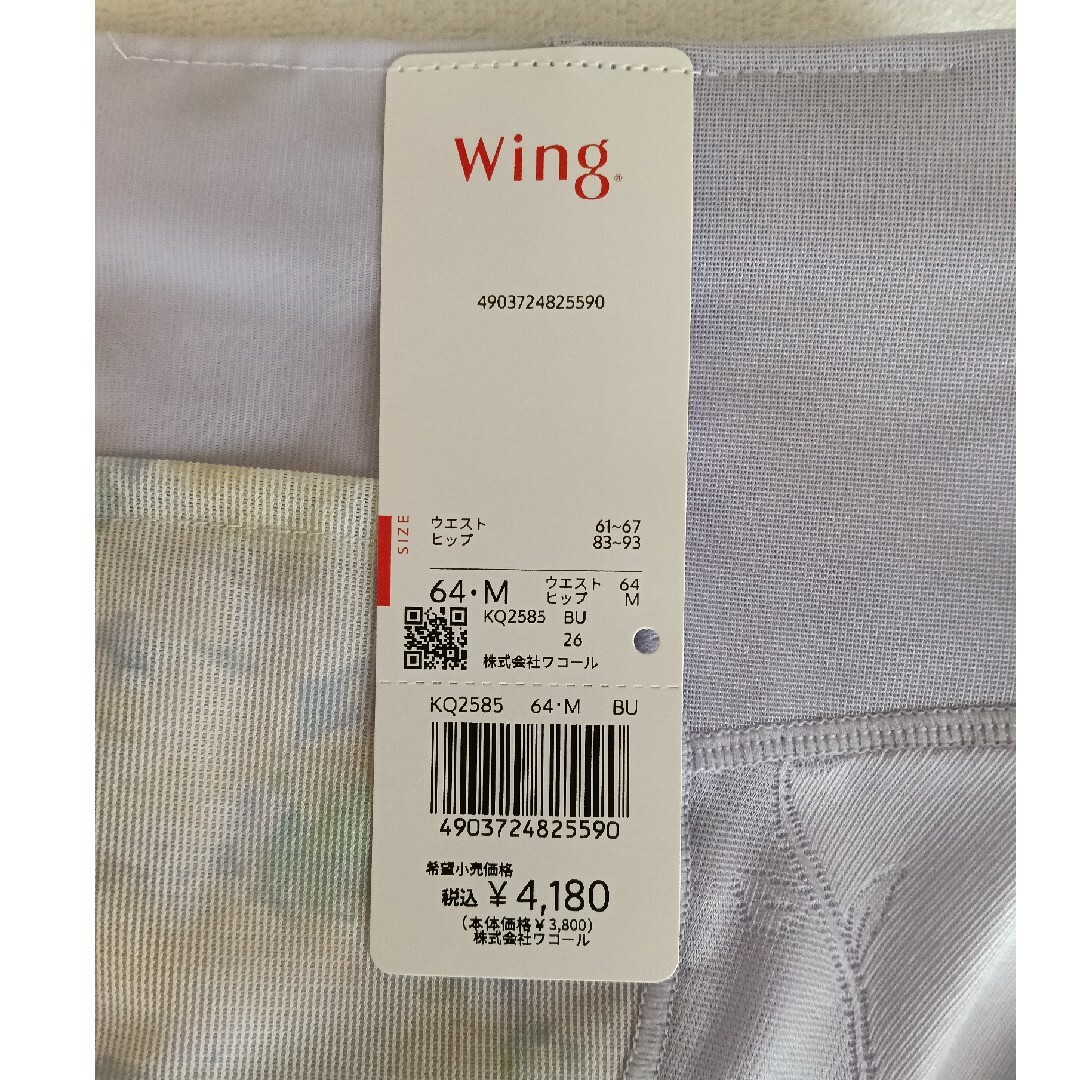 Wing®
4903724825590
SIZE
ウエスト 61~67
ヒップ 83~93
64・M ウエスト 64
ヒップ M
KQ2585 BU
26
株式会社ワコール
KQ2585 64・M BU
4903724825590
希望小売価格
税込 ¥4,180
(本体価格¥3,800)
株式会社ワコール